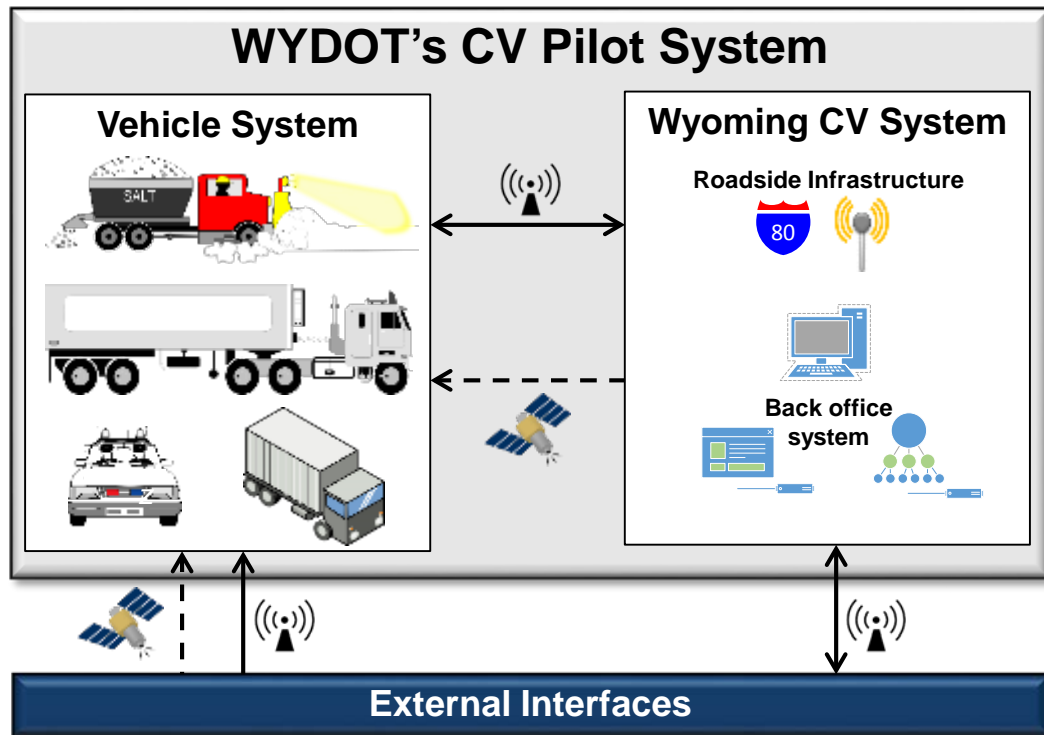 WYDOT's CV Pilot System
Vehicle System
SALT
Wyoming CV System
Roadside Infrastructure
80
Back office
system
External Interfaces